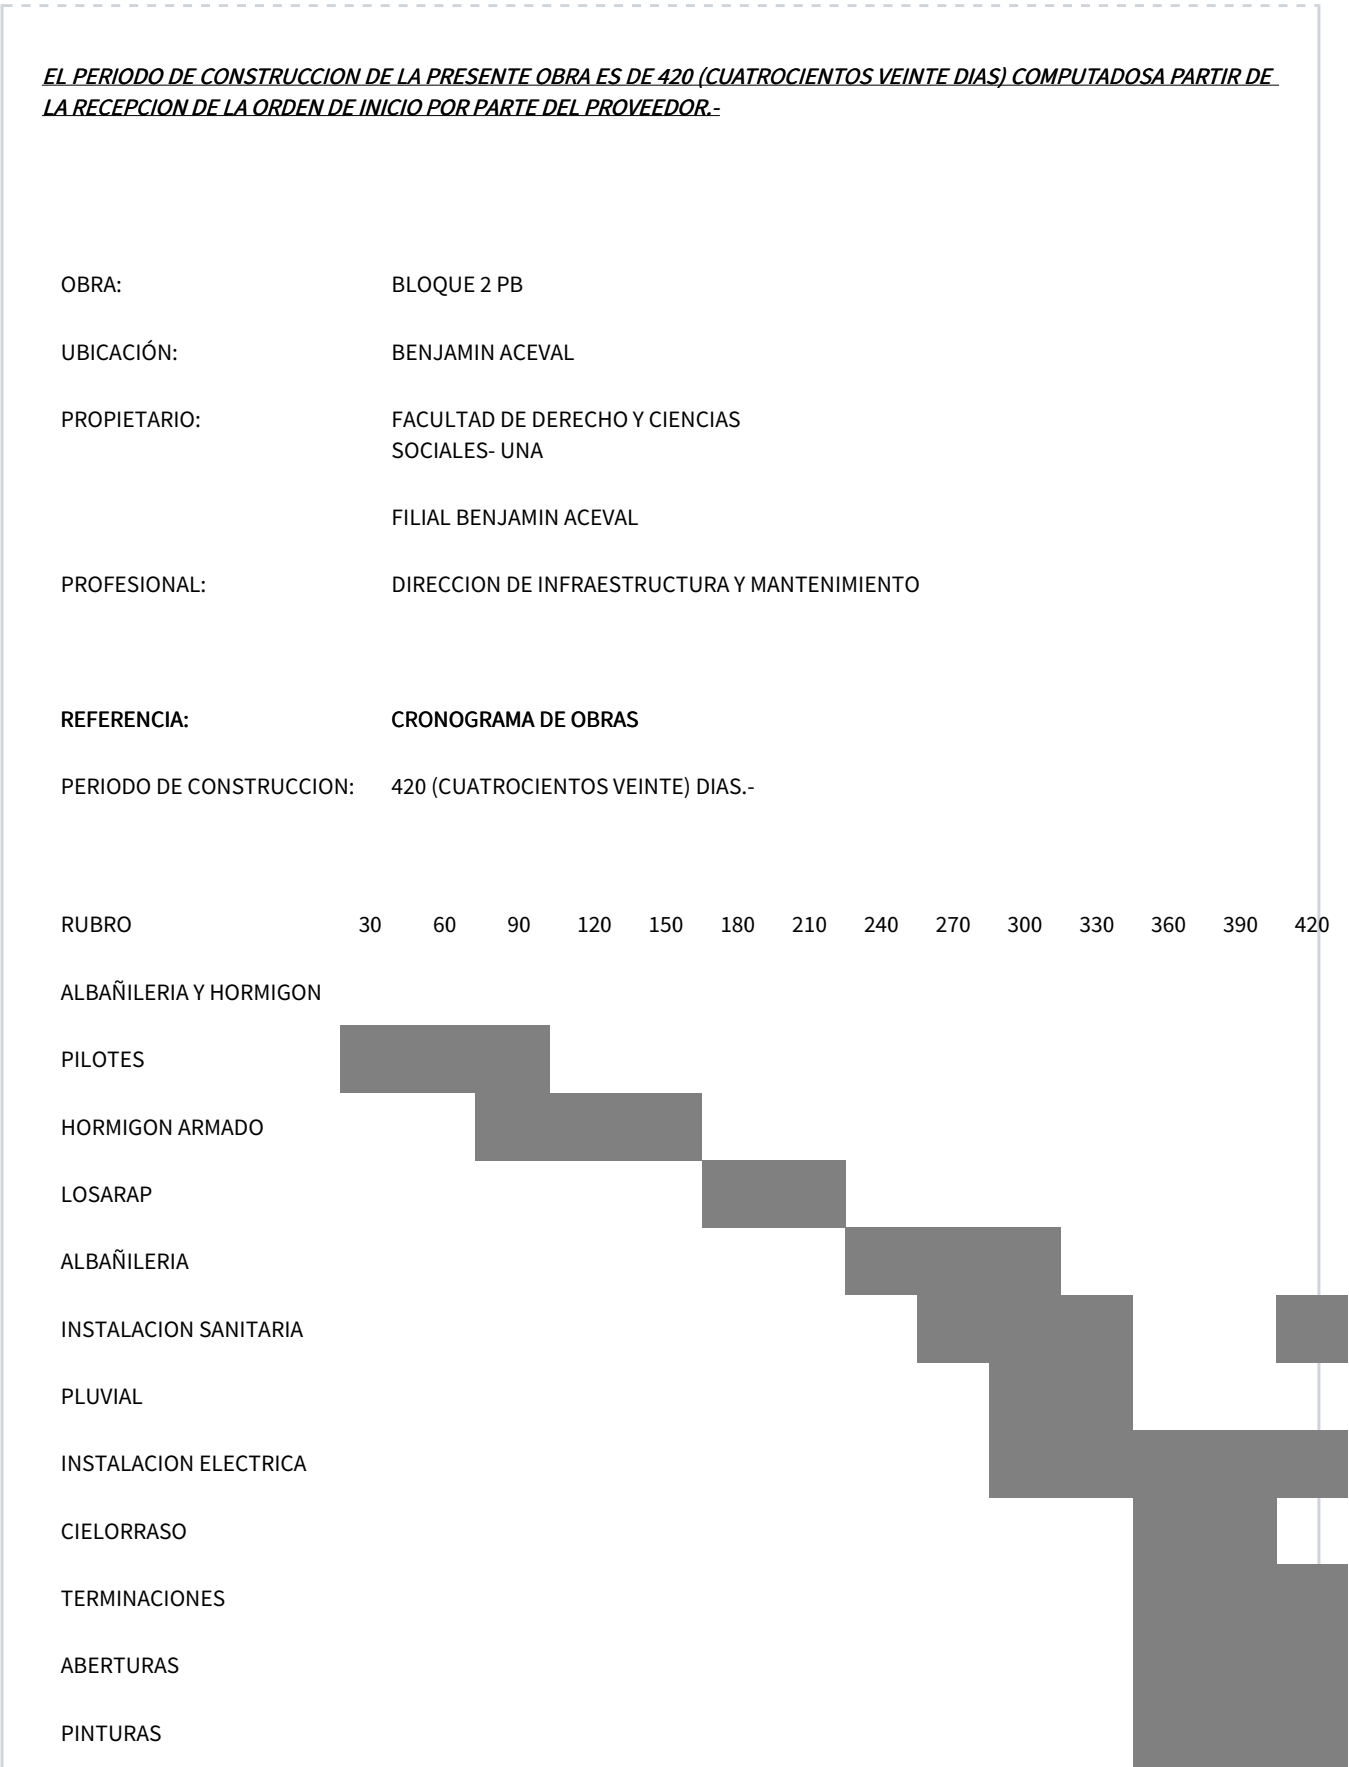 EL PERIODO DE CONSTRUCCION DE LA PRESENTE OBRA ES DE 420 (CUATROCIENTOS VEINTE DIAS) COMPUTADOSA PARTIR DE
LA RECEPCION DE LA ORDEN DE INICIO POR PARTE DEL PROVEEDOR.-
OBRA: BLOQUE 2 PB
UBICACIÓN: BENJAMIN ACEVAL
PROPIETARIO: FACULTAD DE DERECHO Y CIENCIAS
SOCIALES- UNA
FILIAL BENJAMIN ACEVAL
PROFESIONAL: DIRECCION DE INFRAESTRUCTURA Y MANTENIMIENTO
REFERENCIA: CRONOGRAMA DE OBRAS
PERIODO DE CONSTRUCCION: 420 (CUATROCIENTOS VEINTE) DIAS.-
RUBRO 30 60 90 120 150 180 210 240 270 300 330 360 390 420
ALBAÑILERIA Y HORMIGON
PILOTES
HORMIGON ARMADO
LOSARAP
ALBAÑILERIA
INSTALACION SANITARIA
PLUVIAL
INSTALACION ELECTRICA
CIELORRASO
TERMINACIONES
ABERTURAS
PINTURAS